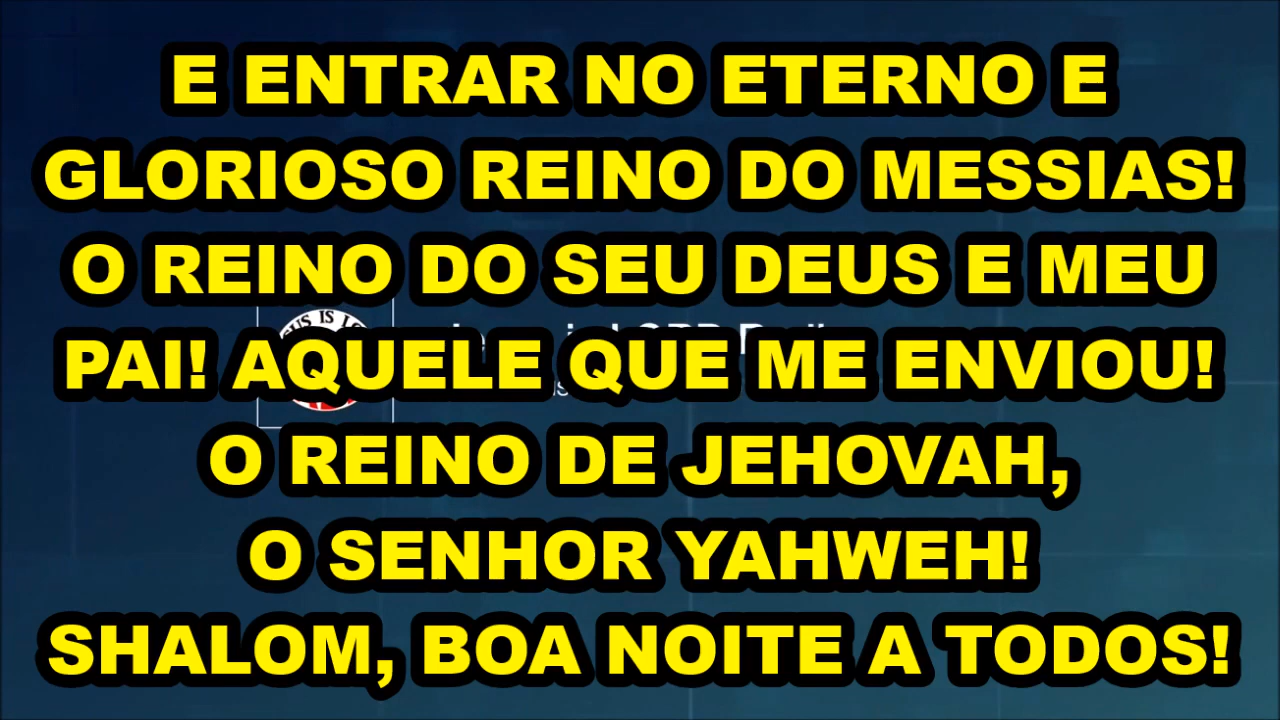 E ENTRAR NO ETERNO E
GLORIOSO REINO DO MESSIAS!
O REINO DO SEU DEUS E MEU
PAI! AQUELE QUE ME ENVIOU!
O REINO DE JEHOVAH,
O SENHOR YAHWEH!
SHALOM, BOA NOITE A TODOS!
IS